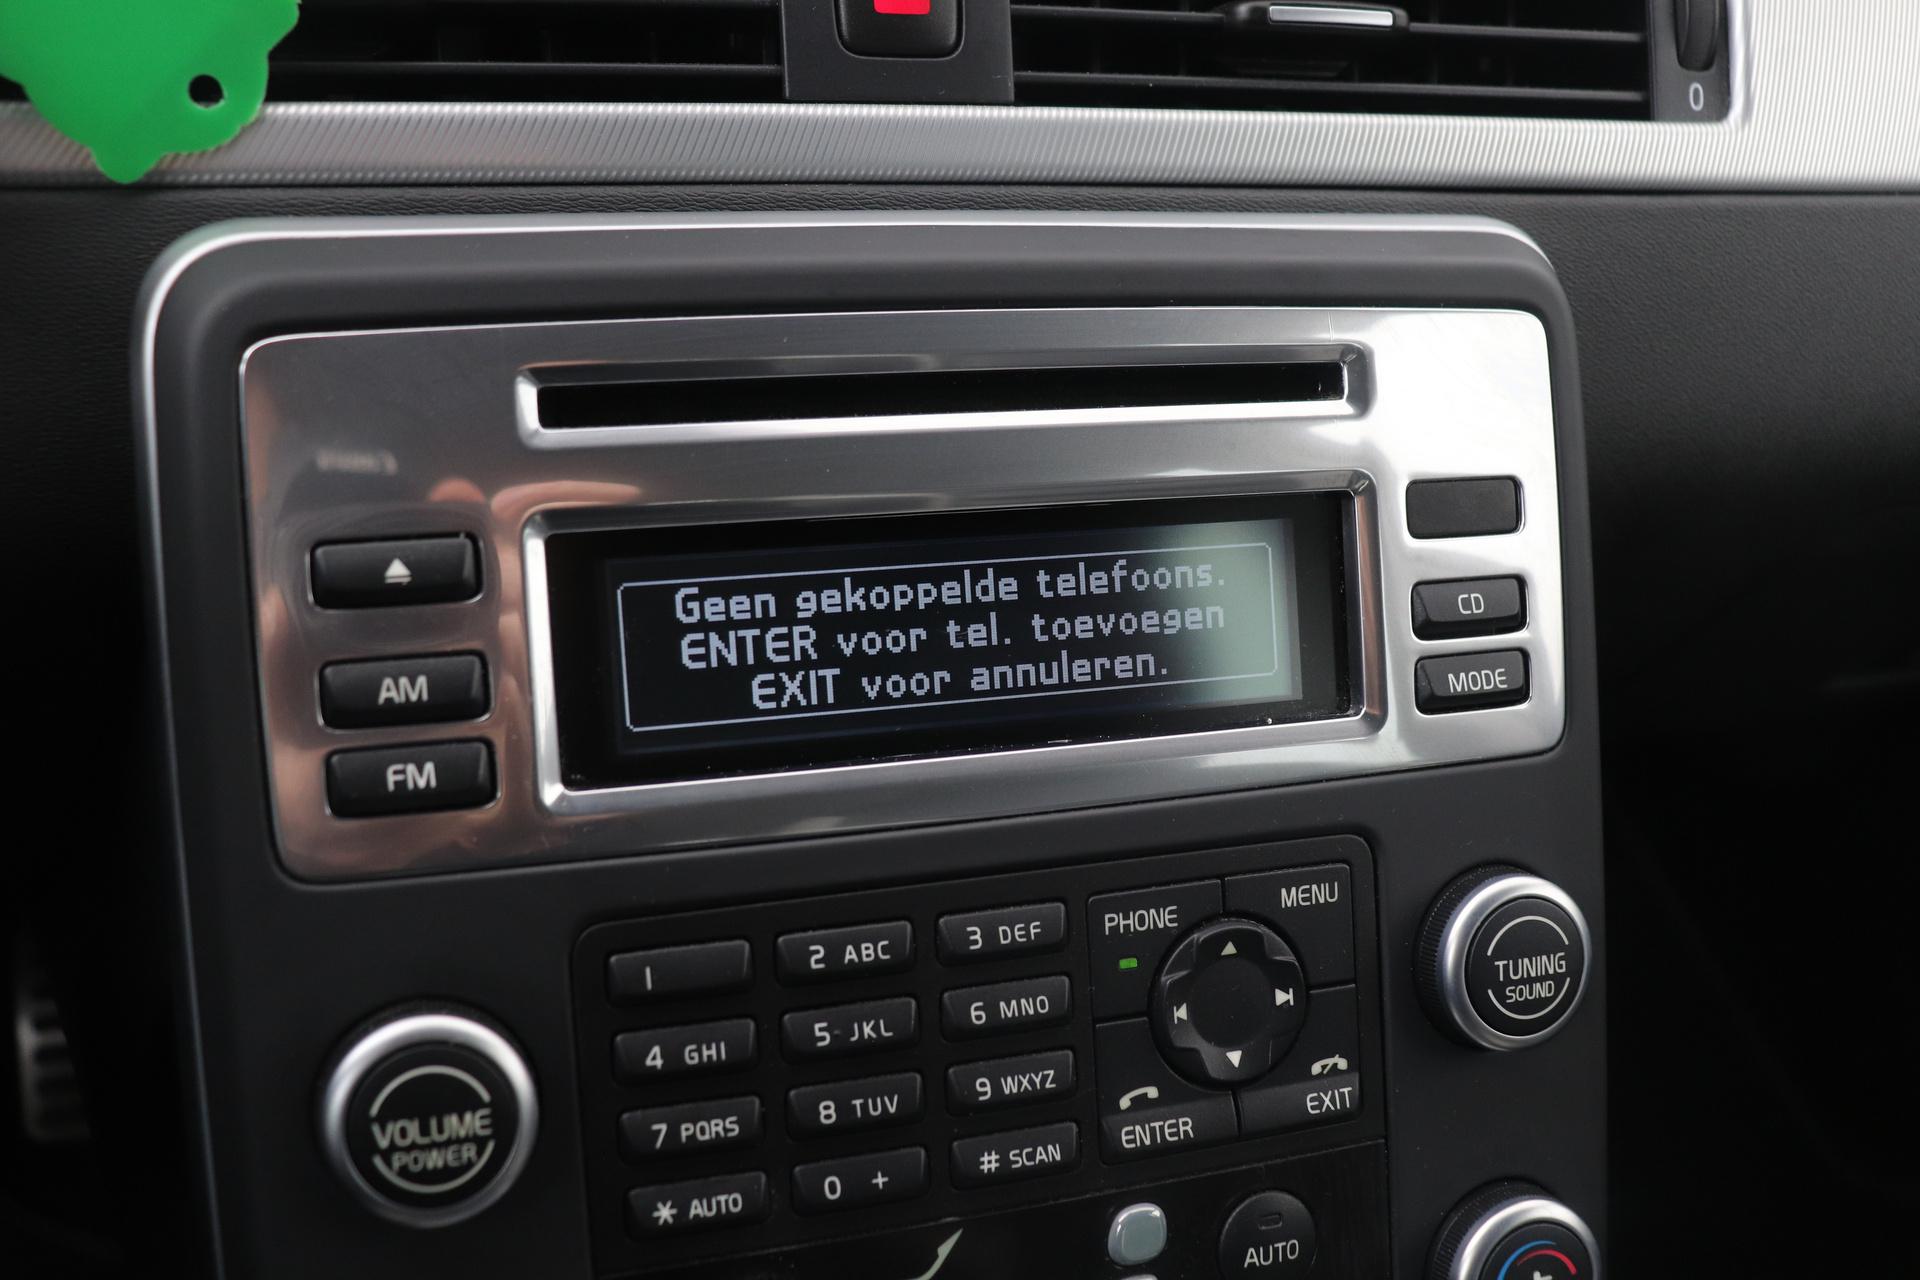 0
Geen gekoppelde telefoons.
ENTER voor tel. toevoegen
EXIT voor annuleren.
AM
FM
CD
MODE
PHONE
MENU
ENTER
EXIT
1
2 ABC
3 DEF
4 GHI
5 JKL
6 MNO
7 PQRS
8 TUV
9 WXYZ
* AUTO
0 +
# SCAN
VOLUME
POWER
TUNING
SOUND
AUTO